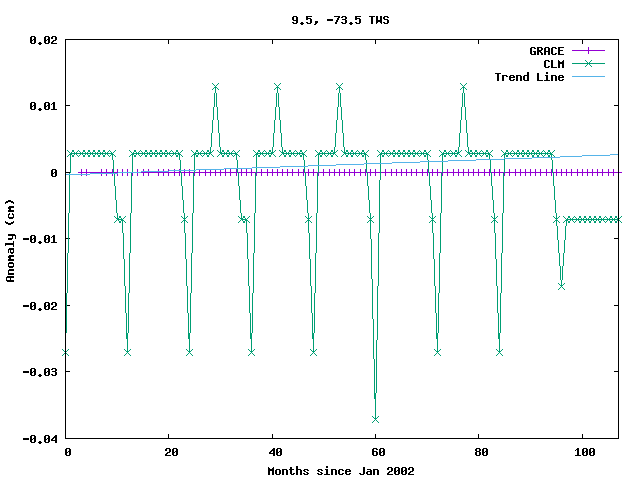 9.5, -73.5 TWS
0.02
GRACE
CLM
Trend Line
0.01
0
-0.01
-0.02
-0.03
-0.04
Anomaly (cm)
0 20 40 60 80 100
Months since Jan 2002